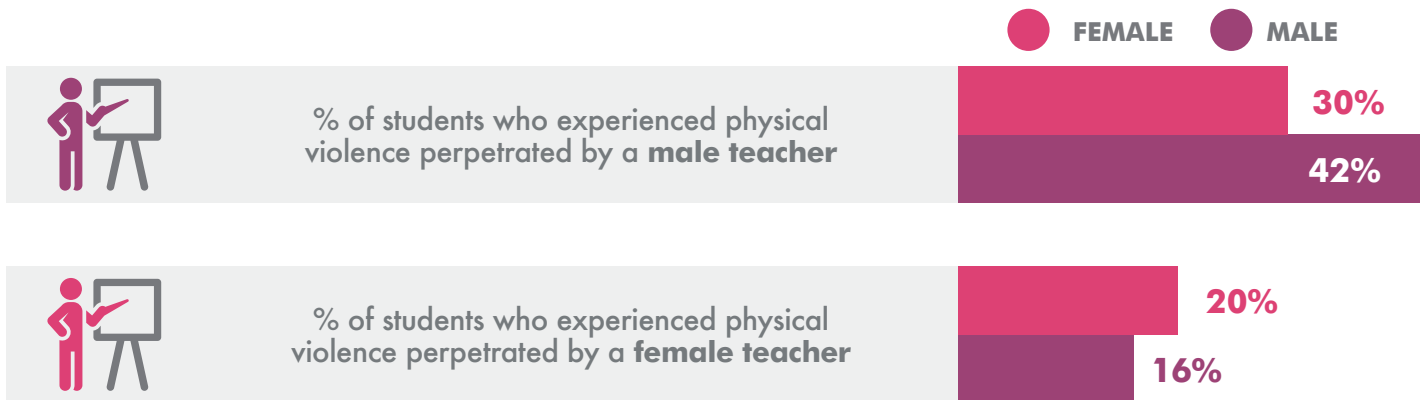 FEMALE MALE
% of students who experienced physical
violence perpetrated by a male teacher
30%
42%
% of students who experienced physical
violence perpetrated by a female teacher
20%
16%